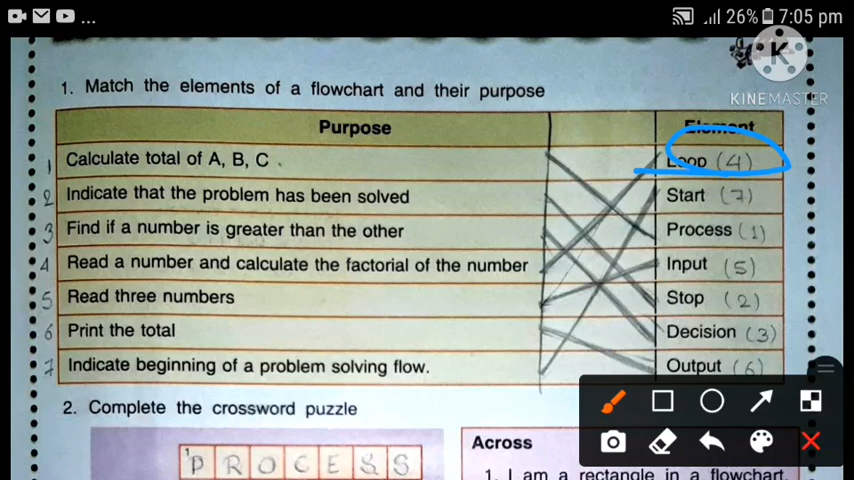 ... 26% 7:05 pm
K
KINEMASTER
1. Match the elements of a flowchart and their purpose
Purpose Element
1 Calculate total of A, B, C Loop (4)
2 Indicate that the problem has been solved Start (7)
3 Find if a number is greater than the other Process (1)
4 Read a number and calculate the factorial of the number Input (5)
5 Read three numbers Stop (2)
6 Print the total Decision (3)
7 Indicate beginning of a problem solving flow. Output (6)
2. Complete the crossword puzzle
Across
1 P R O C E S S
1. I am a rectangle in a flowchart.